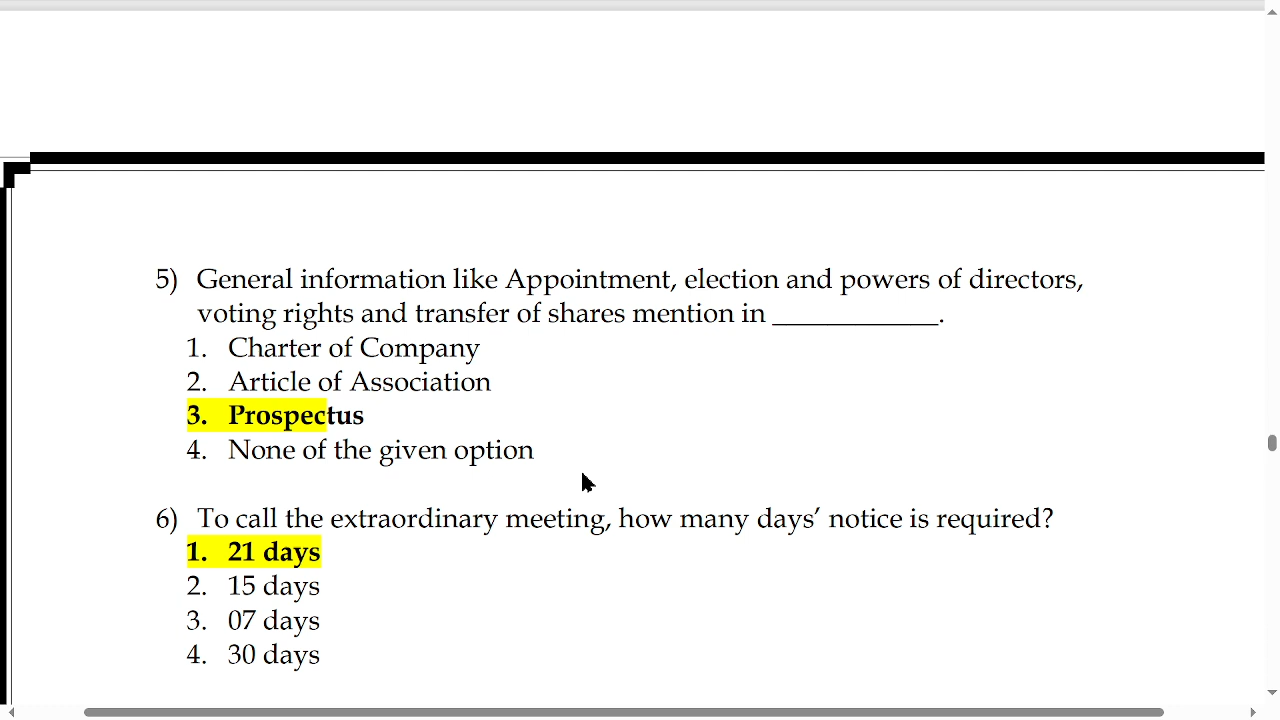 5) General information like Appointment, election and powers of directors,
voting rights and transfer of shares mention in ____________.
1. Charter of Company
2. Article of Association
3. Prospectus
4. None of the given option
6) To call the extraordinary meeting, how many days’ notice is required?
1. 21 days
2. 15 days
3. 07 days
4. 30 days